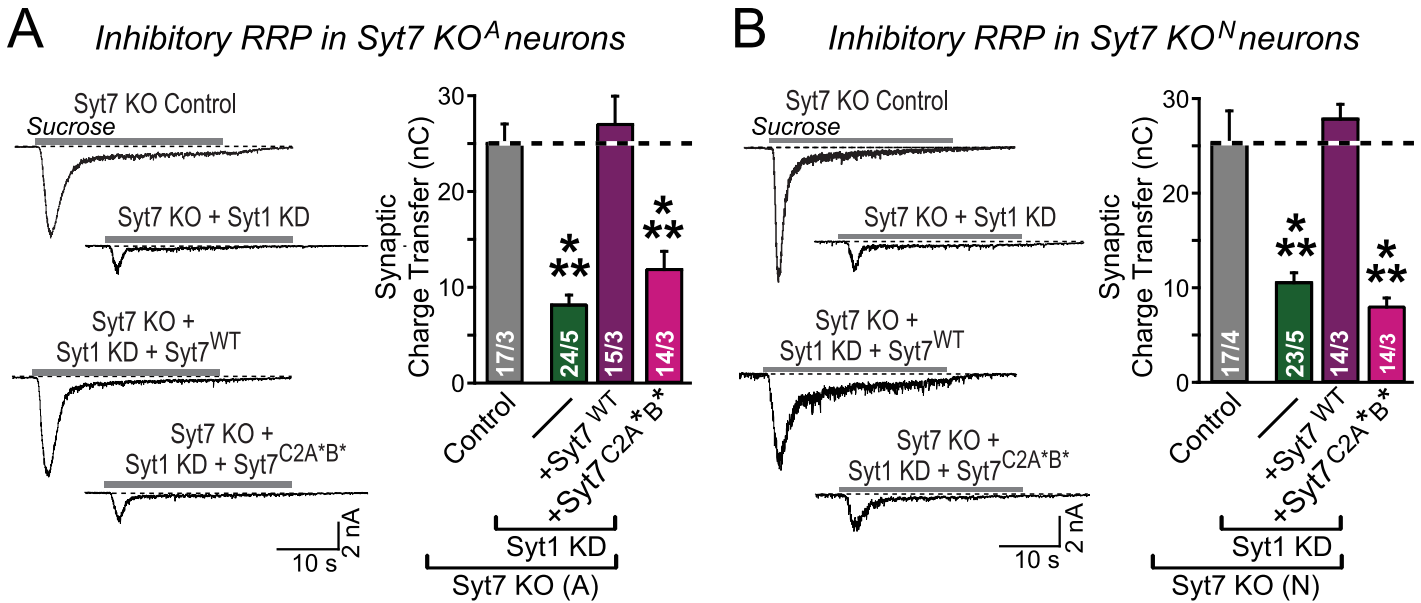 A
Inhibitory RRP in Syt7 KO^A neurons
Syt7 KO Control
Sucrose
Syt7 KO + Syt1 KD
Syt7 KO +
Syt1 KD + Syt7^WT
Syt7 KO +
Syt1 KD + Syt7^C2A*B*
10 s
2 nA
Synaptic
Charge Transfer (nC)
30
20
10
0
17/3
***
24/5
15/3
***
14/3
Control
+Syt7^WT
+Syt7^C2A*B*
Syt1 KD
Syt7 KO (A)
B
Inhibitory RRP in Syt7 KO^N neurons
Syt7 KO Control
Sucrose
Syt7 KO + Syt1 KD
Syt7 KO +
Syt1 KD + Syt7^WT
Syt7 KO +
Syt1 KD + Syt7^C2A*B*
10 s
2 nA
Synaptic
Charge Transfer (nC)
30
20
10
0
17/4
***
23/5
14/3
***
14/3
Control
+Syt7^WT
+Syt7^C2A*B*
Syt1 KD
Syt7 KO (N)